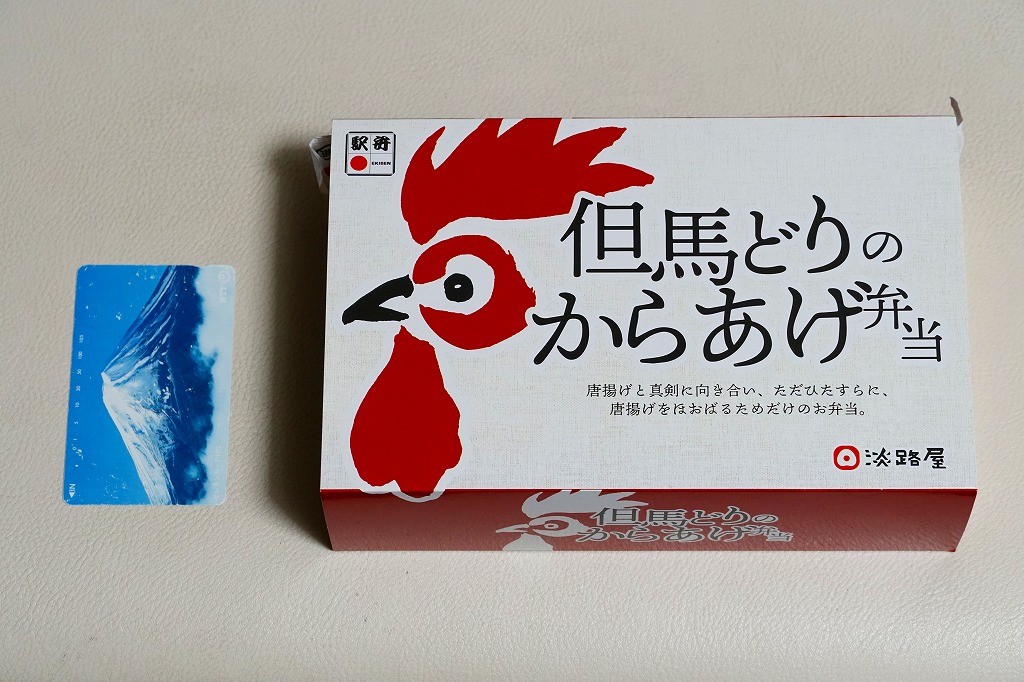 駅弁
EKIBEN
但馬どりの
からあげ弁当
唐揚げと真剣に向き合い、ただひたすらに、
唐揚げをほおばるためだけのお弁当。
淡路屋
但馬どりの
からあげ弁当
IN